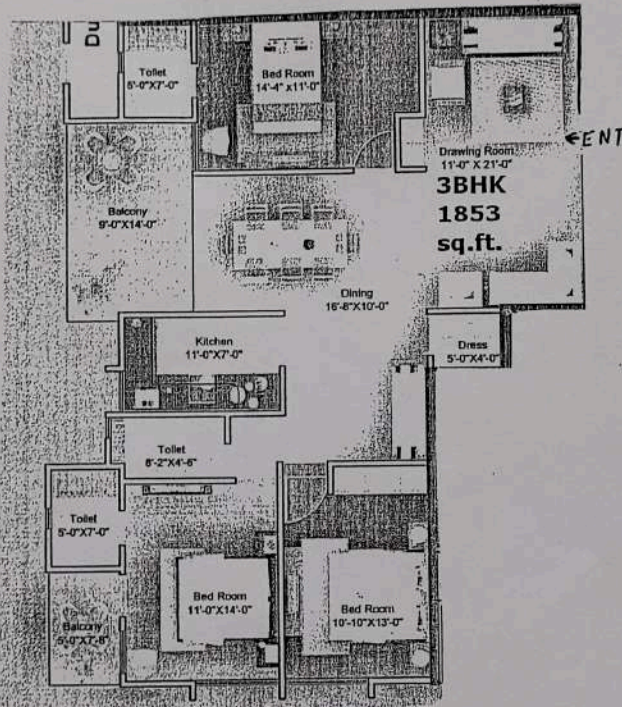 Du
Toilet
5'-0"X7'-0"
Bed Room
14'-4" x11'-0"
←ENT
Drawing Room
11'-0" X 21'-0"
3BHK
1853
sq.ft.
Balcony
9'-0"X14'-0"
Dining
16'-8"X10'-0"
Kitchen
11'-0"X7'-0"
Dress
5'-0"X4'-0"
Toilet
8'-2"X4'-6"
Toilet
5'-0"X7'-0"
Bed Room
11'-0"X14'-0"
Bed Room
10'-10"X13'-0"
Balcony
5'-0"X7'-8"